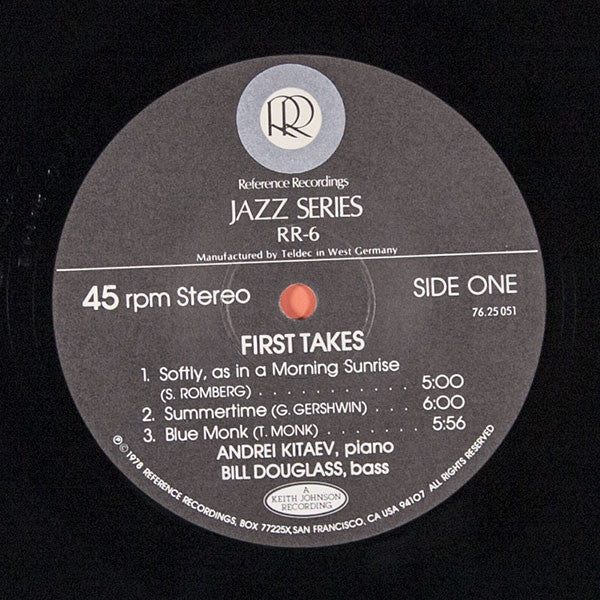 RR
Reference Recordings
JAZZ SERIES
RR-6
Manufactured by Teldec in West Germany
45 rpm Stereo
SIDE ONE
76.25 051
FIRST TAKES
1. Softly, as in a Morning Sunrise
(S. ROMBERG) . . . . . . . . . . . 5:00
2. Summertime (G. GERSHWIN) . . . 6:00
3. Blue Monk (T. MONK) . . . . . . . 5:56
ANDREI KITAEV, piano
BILL DOUGLASS, bass
A
KEITH JOHNSON
RECORDING
℗©1978 REFERENCE RECORDINGS, BOX 77225X, SAN FRANCISCO, CA USA 94107 ALL RIGHTS RESERVED